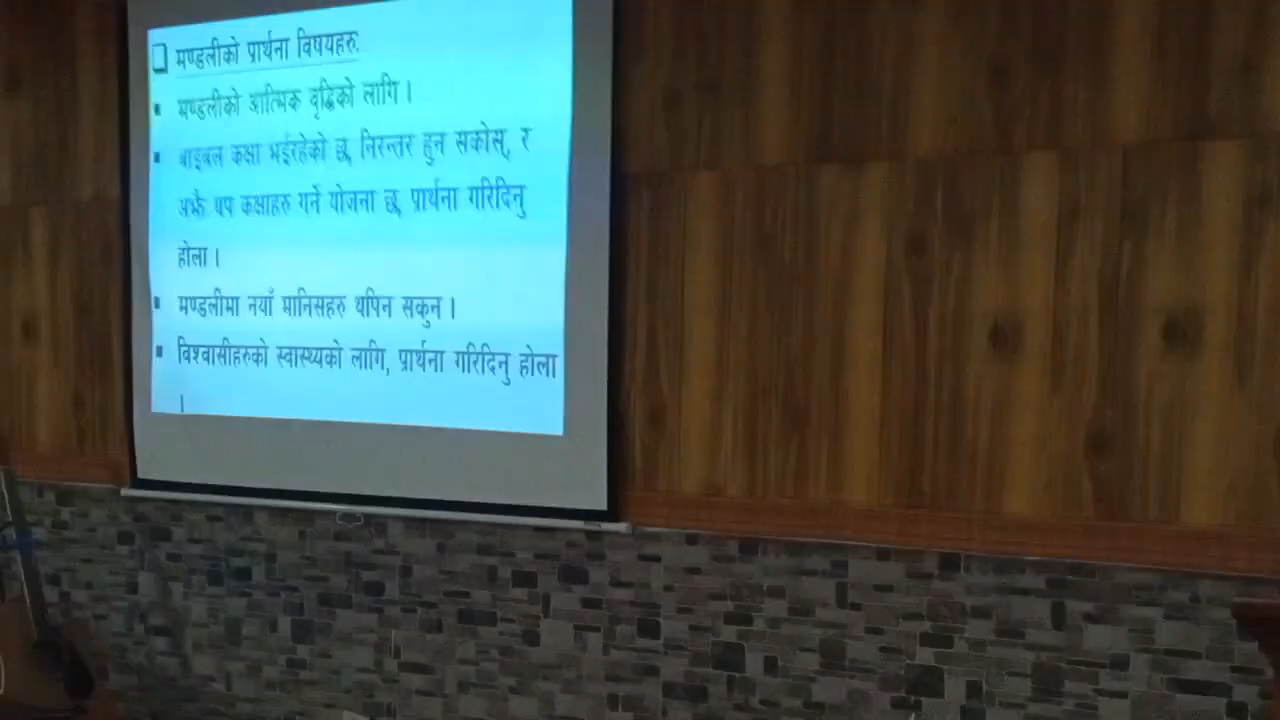 मण्डलीको प्रार्थना विषयहरु:
मण्डलीको आत्मिक वृद्धिको लागि ।
बाइबल कक्षा भईरहेको छ, निरन्तर हुन सकोस्, र
अझै थप कक्षाहरु गर्ने योजना छ, प्रार्थना गरिदिनु
होला ।
मण्डलीमा नयाँ मानिसहरु थपिन सकुन ।
विश्वासीहरुको स्वास्थ्यको लागि, प्रार्थना गरिदिनु होला
।